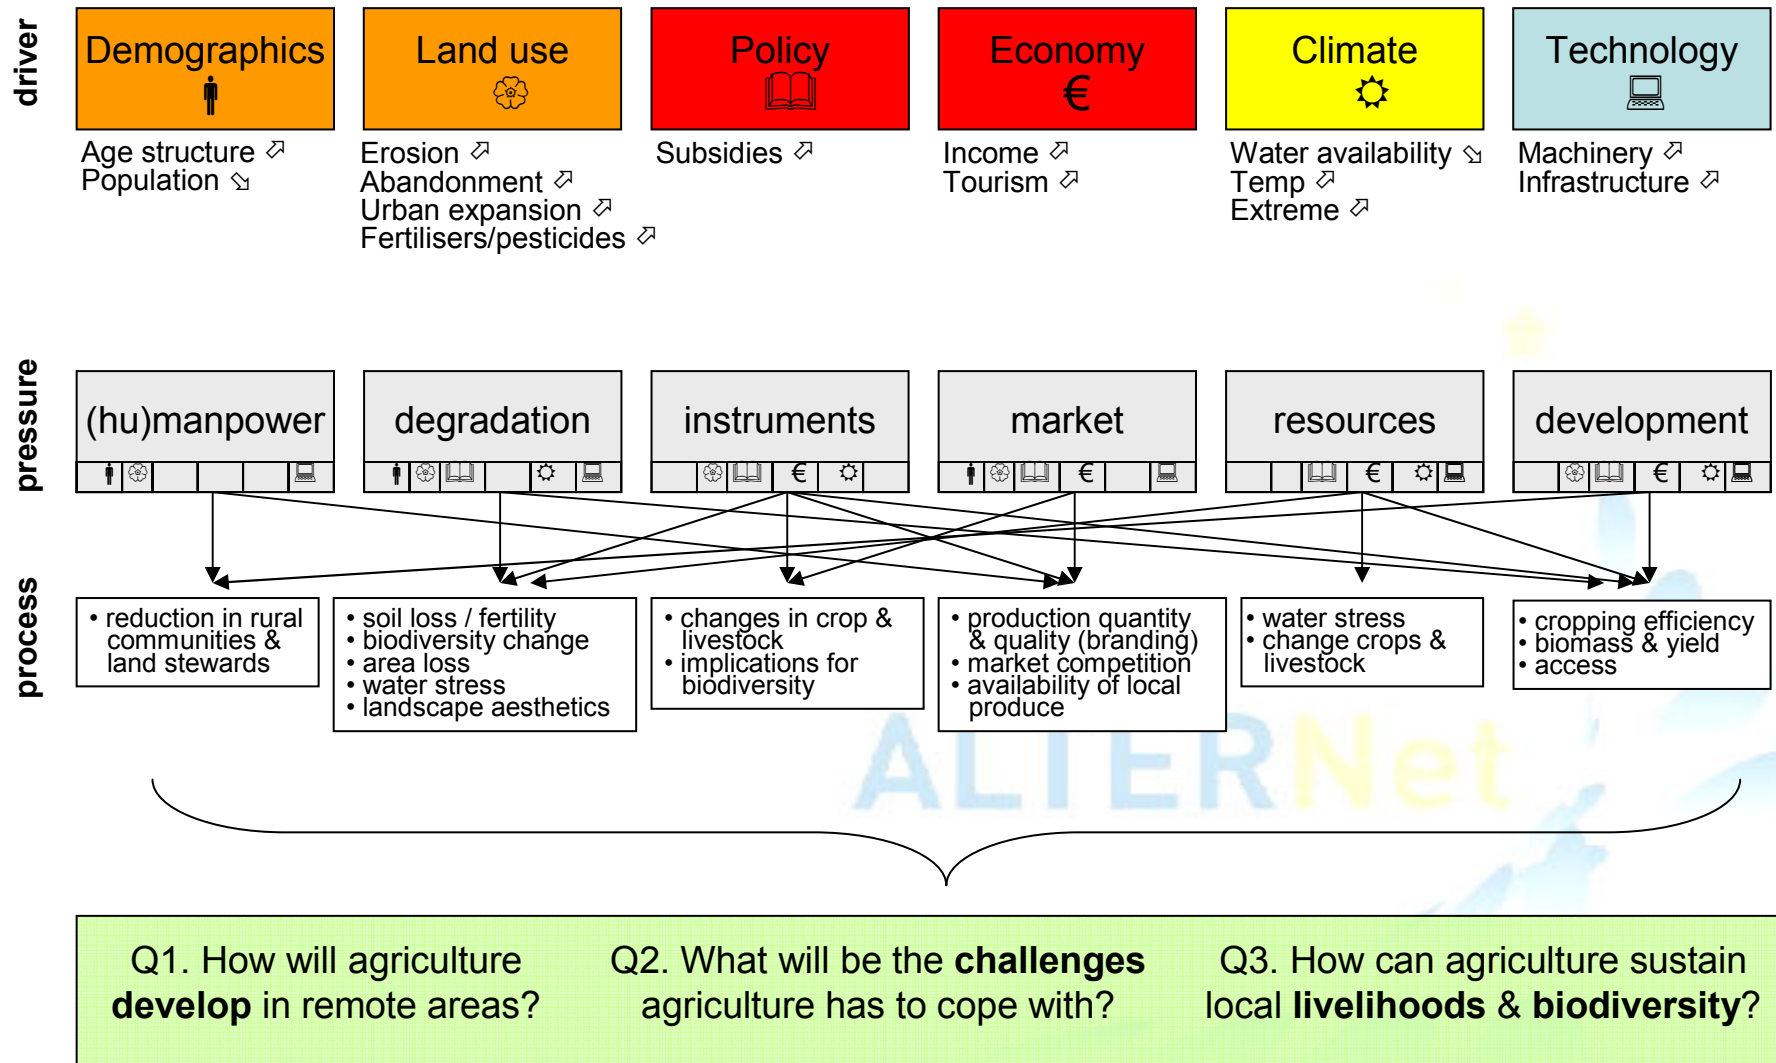 driver
Demographics
Land use
Policy
Economy
€
Climate
Technology
Age structure ⬀
Population ⬂
Erosion ⬀
Abandonment ⬀
Urban expansion ⬀
Fertilisers/pesticides ⬀
Subsidies ⬀
Income ⬀
Tourism ⬀
Water availability ⬂
Temp ⬀
Extreme ⬀
Machinery ⬀
Infrastructure ⬀
pressure
(hu)manpower
degradation
instruments
€
market
€
resources
€
development
€
process
• reduction in rural
communities &
land stewards
• soil loss / fertility
• biodiversity change
• area loss
• water stress
• landscape aesthetics
• changes in crop &
livestock
• implications for
biodiversity
• production quantity
& quality (branding)
• market competition
• availability of local
produce
• water stress
• change crops &
livestock
• cropping efficiency
• biomass & yield
• access
ALTERNet
Q1. How will agriculture
develop in remote areas?
Q2. What will be the challenges
agriculture has to cope with?
Q3. How can agriculture sustain
local livelihoods & biodiversity?